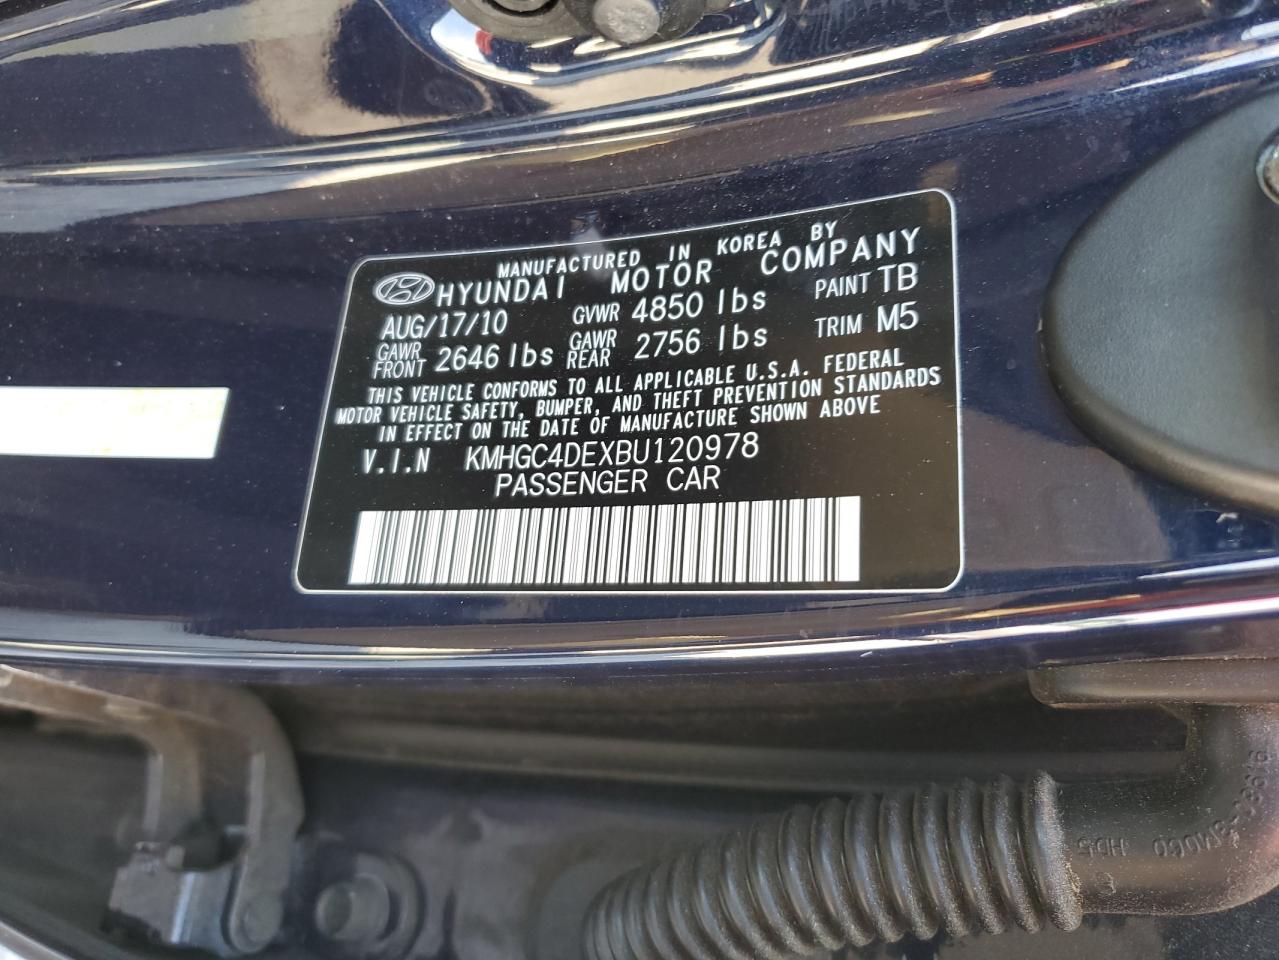 MANUFACTURED IN KOREA BY
HYUNDAI MOTOR COMPANY
AUG/17/10 GVWR 4850 lbs PAINT TB
GAWR FRONT 2646 lbs GAWR REAR 2756 lbs TRIM M5
THIS VEHICLE CONFORMS TO ALL APPLICABLE U.S.A. FEDERAL
MOTOR VEHICLE SAFETY, BUMPER, AND THEFT PREVENTION STANDARDS
IN EFFECT ON THE DATE OF MANUFACTURE SHOWN ABOVE
V.I.N KMHGC4DEXBU120978
PASSENGER CAR